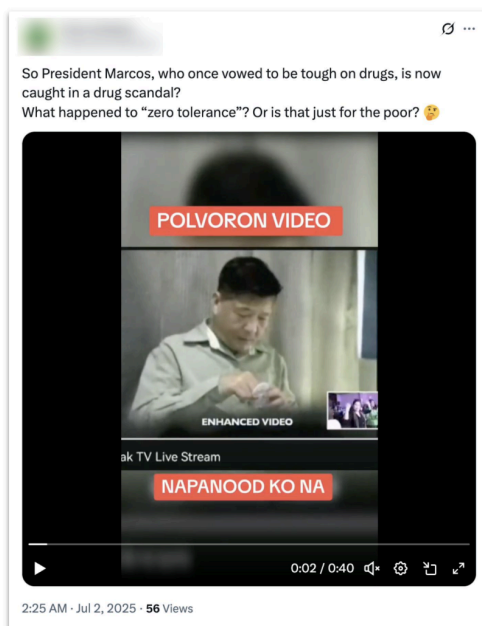 So President Marcos, who once vowed to be tough on drugs, is now
caught in a drug scandal?
What happened to “zero tolerance”? Or is that just for the poor? 🤔
POLVORON VIDEO
ENHANCED VIDEO
ak TV Live Stream
NAPANOOD KO NA
0:02 / 0:40
2:25 AM · Jul 2, 2025 · 56 Views